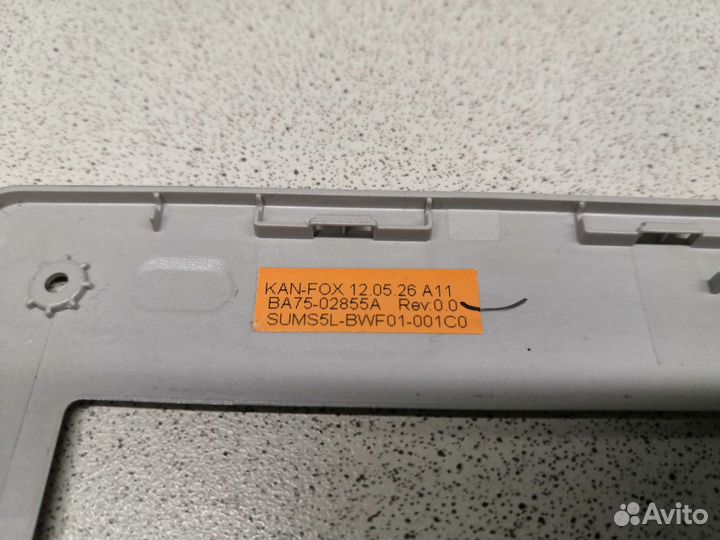 KAN-FOX 12.05.26 A11
BA75-02855A Rev:0.0
SUMS5L-BWF01-001C0
Avito